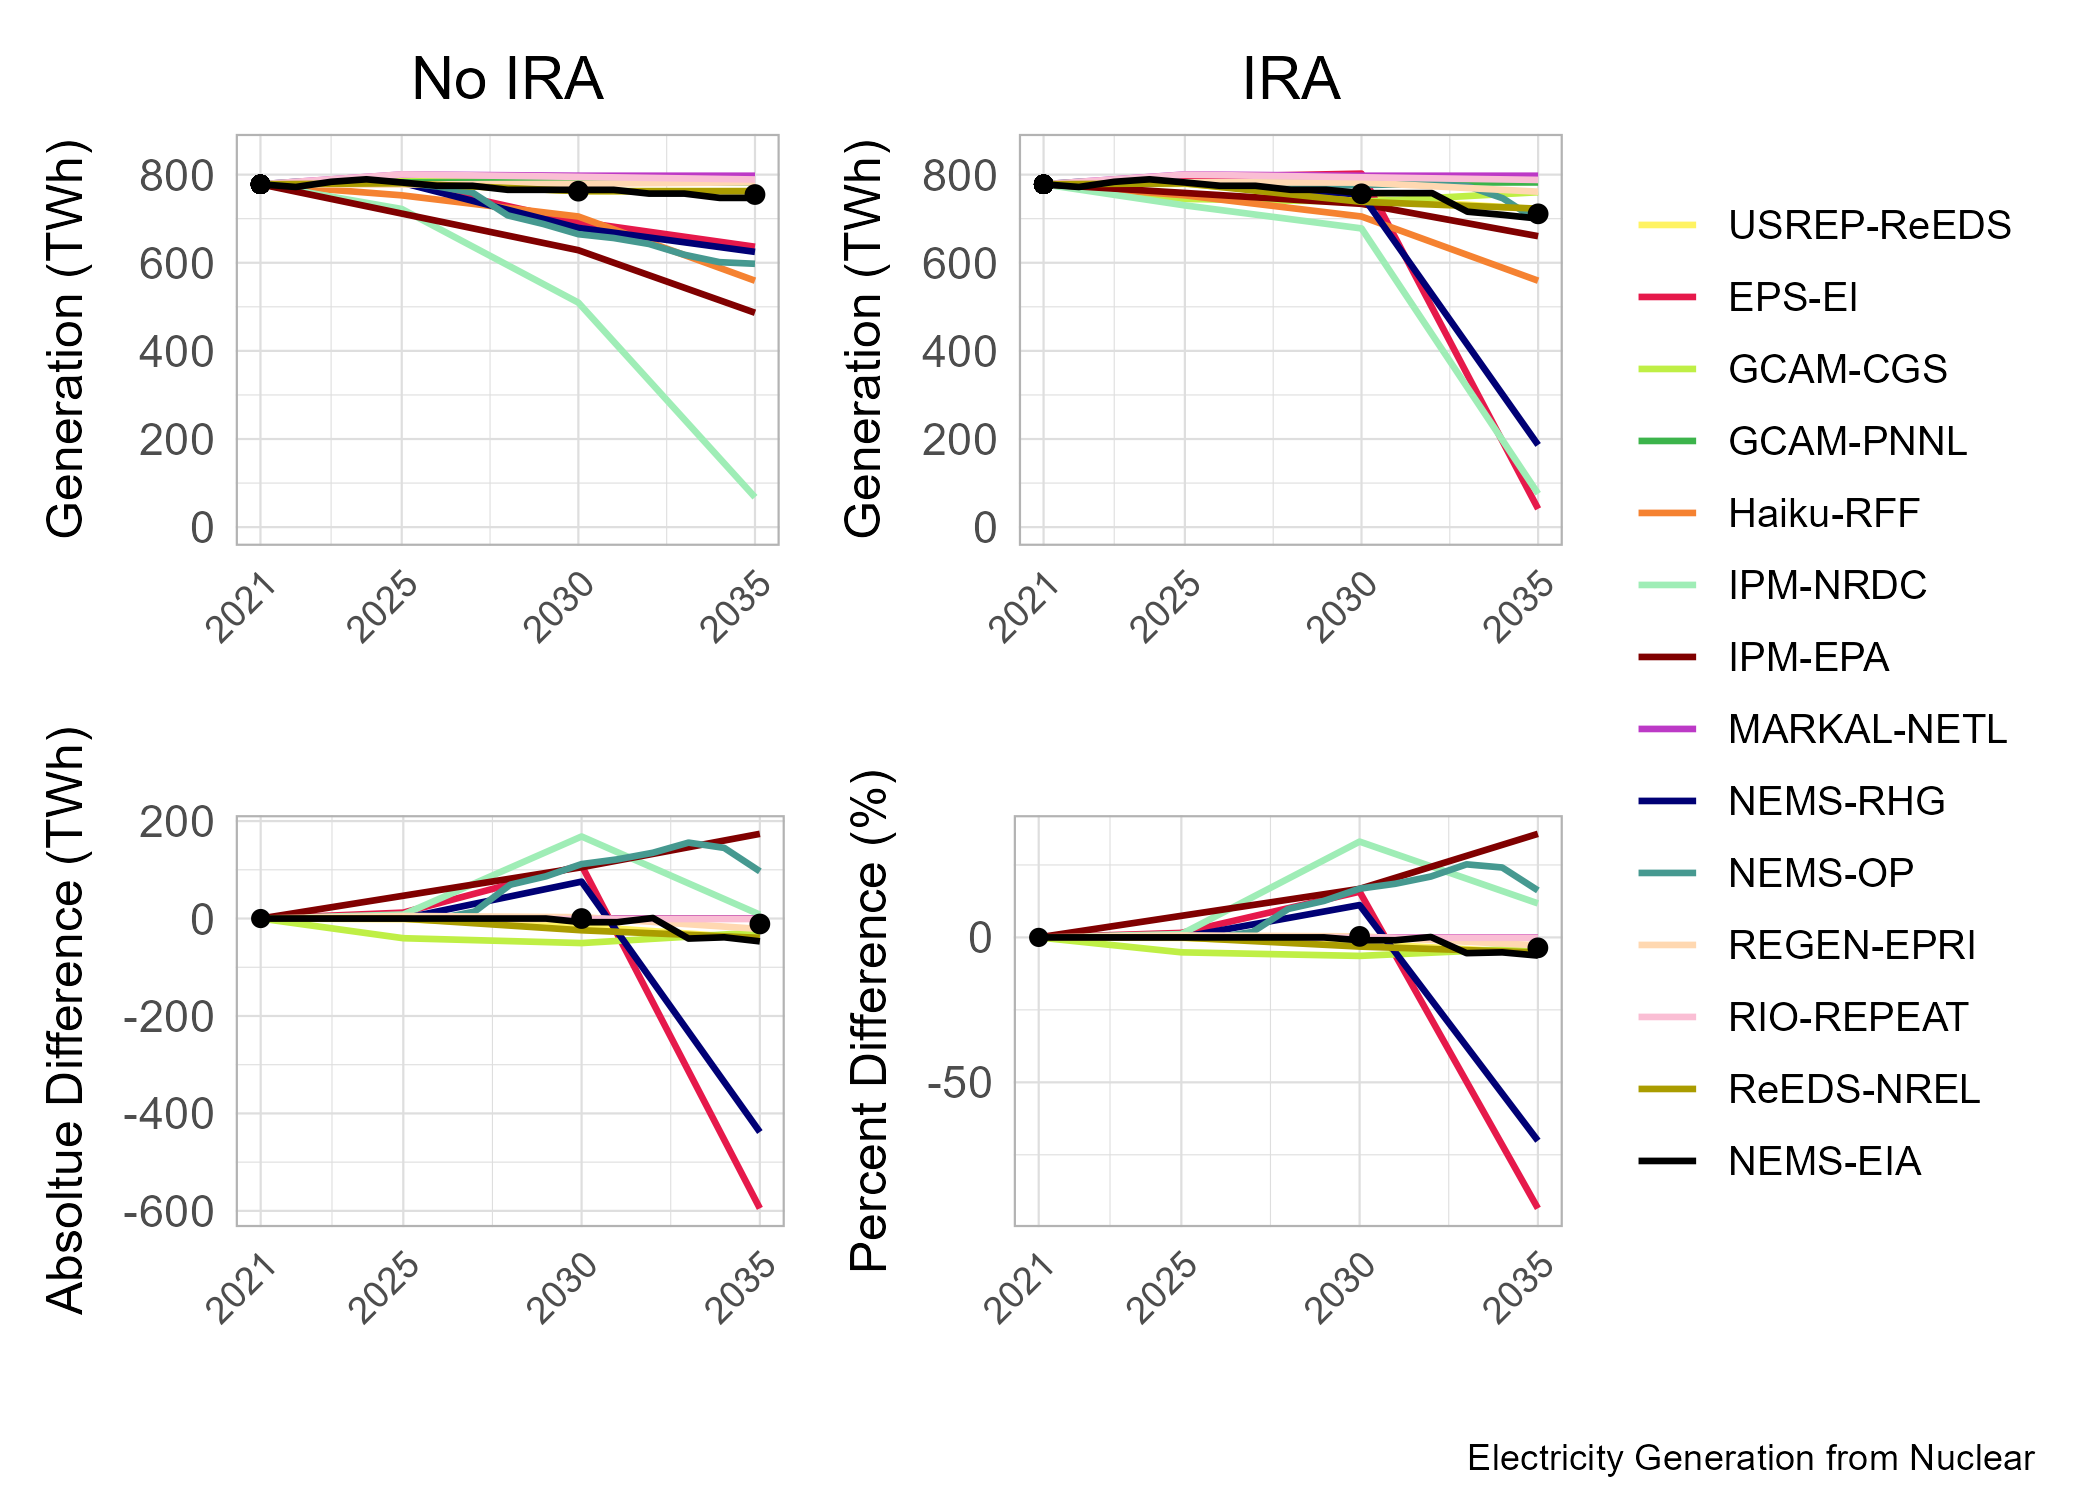 No IRA
IRA
Generation (TWh)
800
600
400
200
0
2021
2025
2030
2035
Generation (TWh)
800
600
400
200
0
2021
2025
2030
2035
USREP-ReEDS
EPS-EI
GCAM-CGS
GCAM-PNNL
Haiku-RFF
IPM-NRDC
IPM-EPA
MARKAL-NETL
NEMS-RHG
NEMS-OP
REGEN-EPRI
RIO-REPEAT
ReEDS-NREL
NEMS-EIA
Absoltue Difference (TWh)
200
0
-200
-400
-600
2021
2025
2030
2035
Percent Difference (%)
0
-50
2021
2025
2030
2035
Electricity Generation from Nuclear